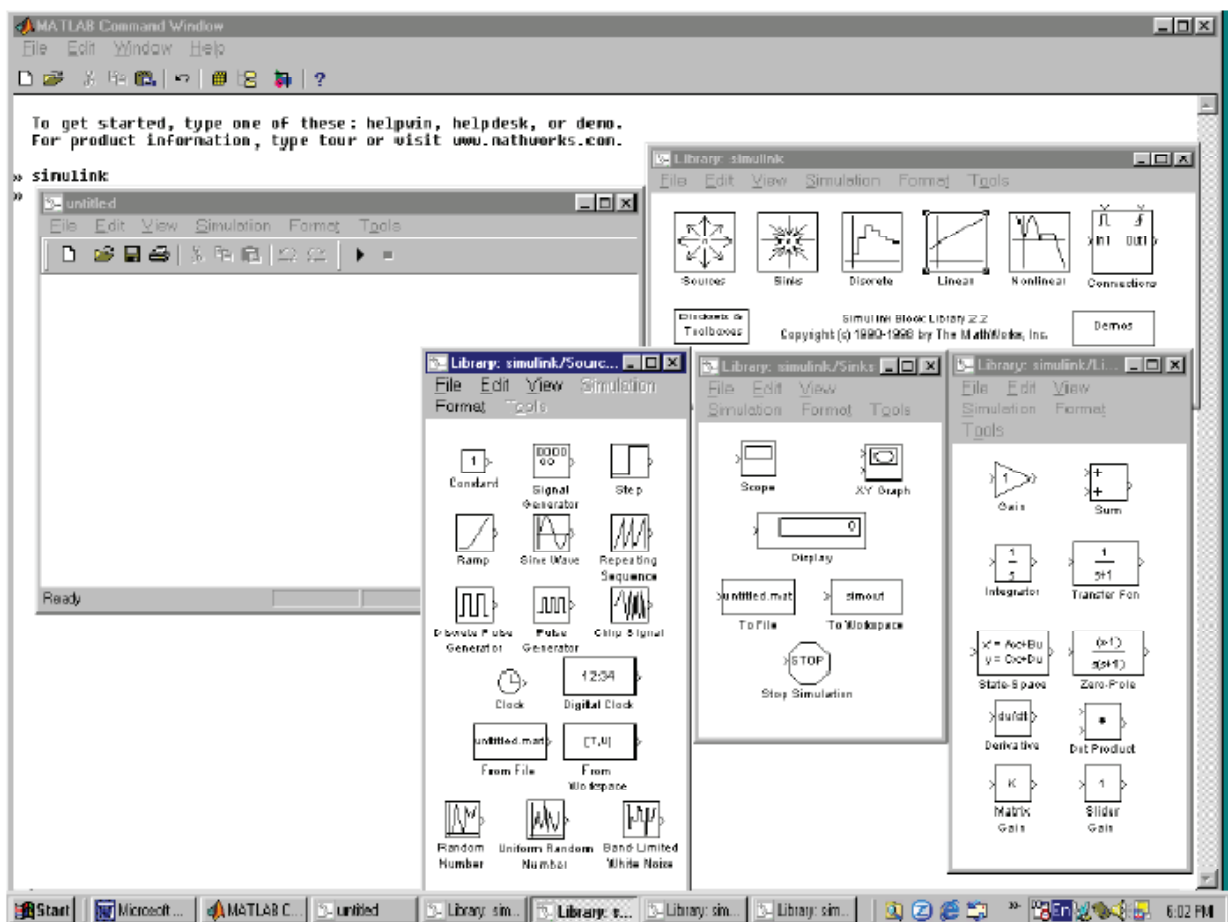 MATLAB Command Window
File Edit Window Help
To get started, type one of these: helpwin, helpdesk, or demo.
For product information, type tour or visit www.mathworks.com.
» simulink
»
untitled
File Edit View Simulation Format Tools
Ready
Library: simulink
File Edit View Simulation Format Tools
In1 Out1
Sources Sinks Discrete Linear Nonlinear Connections
Blocksets &
Toolboxes
Simulink Block Library 2.2
Copyright (c) 1990-1998 by The MathWorks, Inc.
Demos
Library: simulink/Sourc...
File Edit View Simulation
Format Tools
1
Constant
Signal
Generator
Step
Ramp
Sine Wave
Repeating
Sequence
Discrete Pulse
Generator
Pulse
Generator
Chirp Signal
Clock
12:34
Digital Clock
untitled.mat
From File
[T,U]
From
Workspace
Random
Number
Uniform Random
Number
Band-Limited
White Noise
Library: simulink/Sinks
File Edit View
Simulation Format Tools
Scope
XY Graph
0
Display
untitled.mat
To File
simout
To Workspace
STOP
Stop Simulation
Library: simulink/Li...
File Edit View
Simulation Format
Tools
1
Gain
+
+
Sum
1
s
Integrator
1
s+1
Transfer Fcn
x' = Ax+Bu
y = Cx+Du
State-Space
(s-1)
s(s+1)
Zero-Pole
du/dt
Derivative
Dot Product
K
Matrix
Gain
1
Slider
Gain
Start Microsoft ... MATLAB C... untitled Library: sim... Library: s... Library: sim... Library: sim... En 6:02 PM